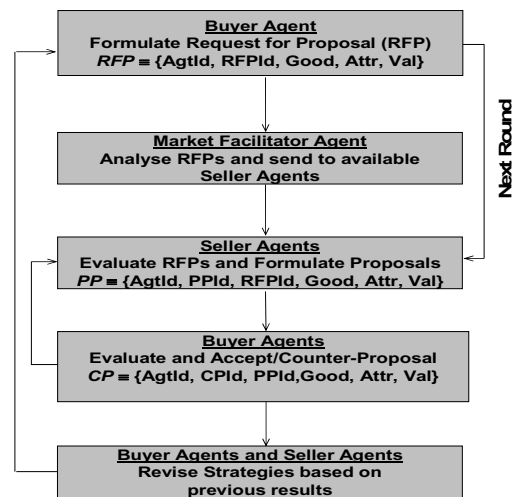 Buyer Agent
Formulate Request for Proposal (RFP)
RFP ≡ {AgtId, RFPId, Good, Attr, Val}
Market Facilitator Agent
Analyse RFPs and send to available
Seller Agents
Next Round
Seller Agents
Evaluate RFPs and Formulate Proposals
PP ≡ {AgtId, PPId, RFPId, Good, Attr, Val}
Buyer Agents
Evaluate and Accept/Counter-Proposal
CP ≡ {AgtId, CPId, PPId,Good, Attr, Val}
Buyer Agents and Seller Agents
Revise Strategies based on
previous results